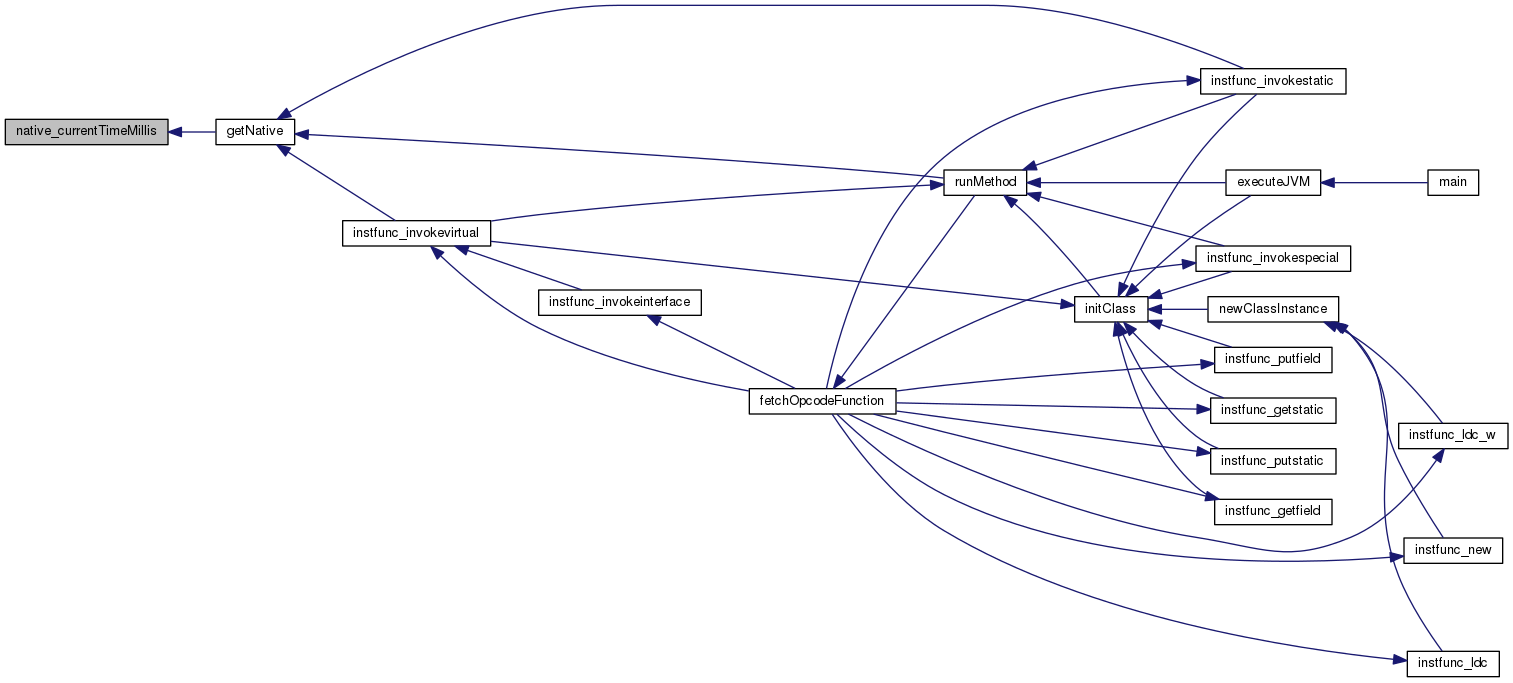 instfunc_invokestatic
native_currentTimeMillis
getNative
runMethod
executeJVM
main
instfunc_invokevirtual
instfunc_invokespecial
instfunc_invokeinterface
initClass
newClassInstance
instfunc_putfield
fetchOpcodeFunction
instfunc_getstatic
instfunc_ldc_w
instfunc_putstatic
instfunc_getfield
instfunc_new
instfunc_ldc